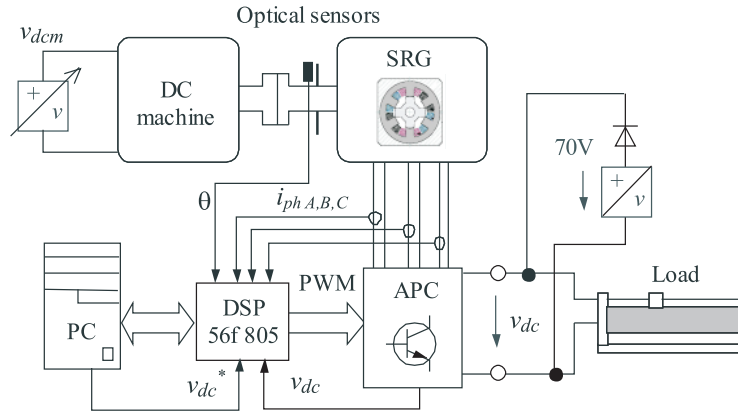 Optical sensors
v_dcm
+
v
DC
machine
SRG
70V
+
v
θ
i_ph A,B,C
PC
DSP
56f 805
PWM
APC
v_dc
Load
v_dc*
v_dc